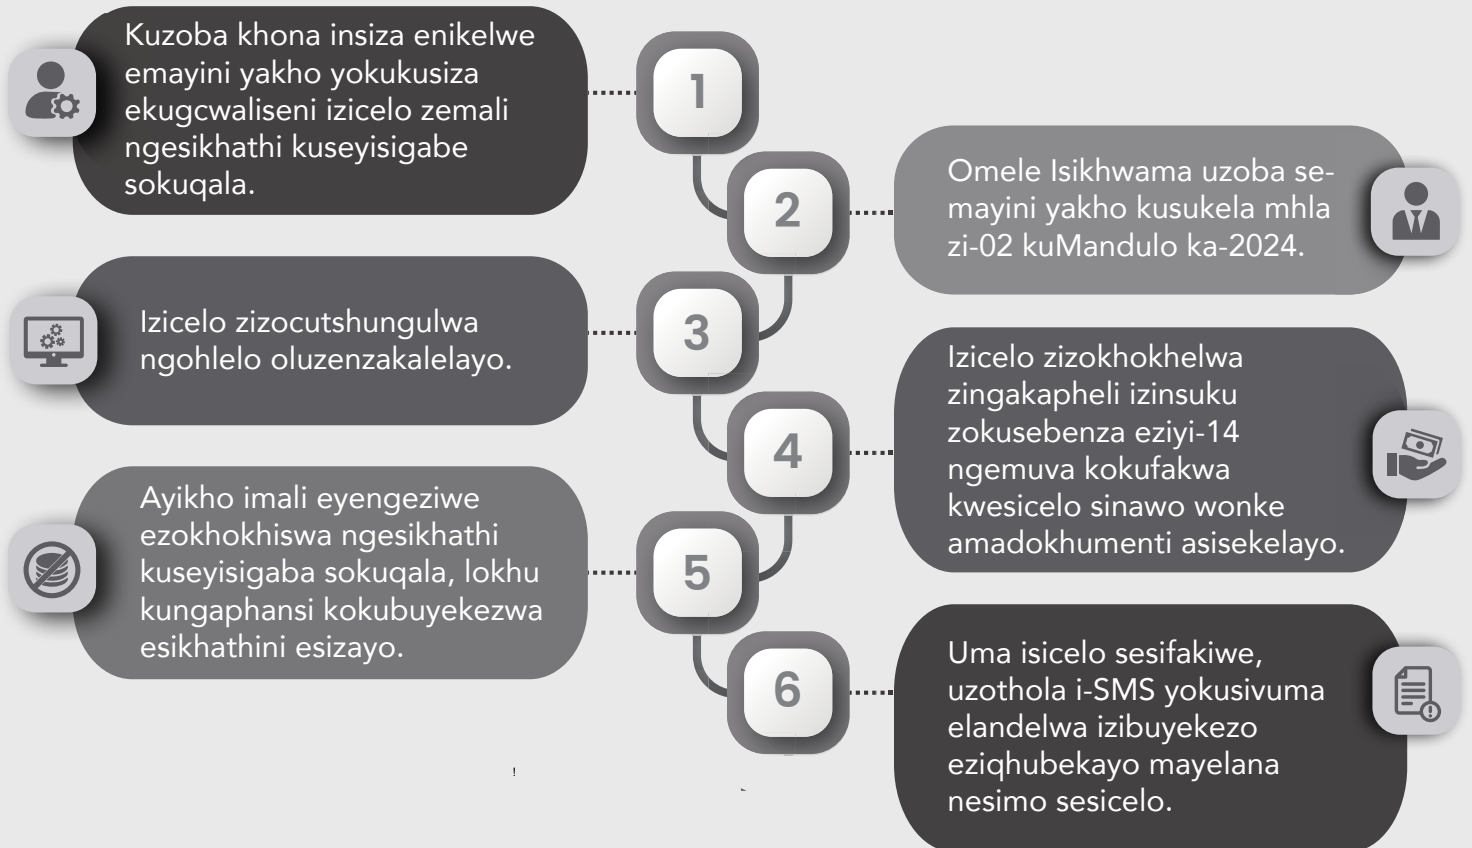 Kuzoba khona insiza enikelwe
emayini yakho yokukusiza
ekugcwaliseni izicelo zemali
ngesikhathi kuseyisigabe
sokuqala.
1
2
Omele Isikhwama uzoba se-
mayini yakho kusukela mhla
zi-02 kuMandulo ka-2024.
Izicelo zizocutshungulwa
ngohlelo oluzenzakalelayo.
3
4
Izicelo zizokhokhelwa
zingakapheli izinsuku
zokusebenza eziyi-14
ngemuva kokufakwa
kwesicelo sinawo wonke
amadokhumenti asisekelayo.
Ayikho imali eyengeziwe
ezokhokhiswa ngesikhathi
kuseyisigaba sokuqala, lokhu
kungaphansi kokubuyekezwa
esikhathini esizayo.
5
6
Uma isicelo sesifakiwe,
uzothola i-SMS yokusivuma
elandelwa izibuyekezo
eziqhubekayo mayelana
nesimo sesicelo.
!